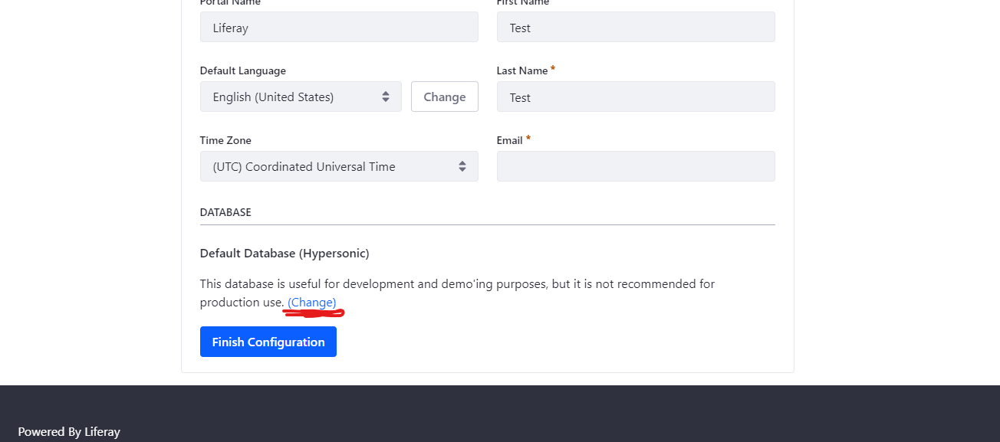 Portal Name
First Name
Liferay
Test
Default Language
Last Name *
English (United States)
Change
Test
Time Zone
Email *
(UTC) Coordinated Universal Time
DATABASE
Default Database (Hypersonic)
This database is useful for development and demo'ing purposes, but it is not recommended for
production use. (Change)
Finish Configuration
Powered By Liferay